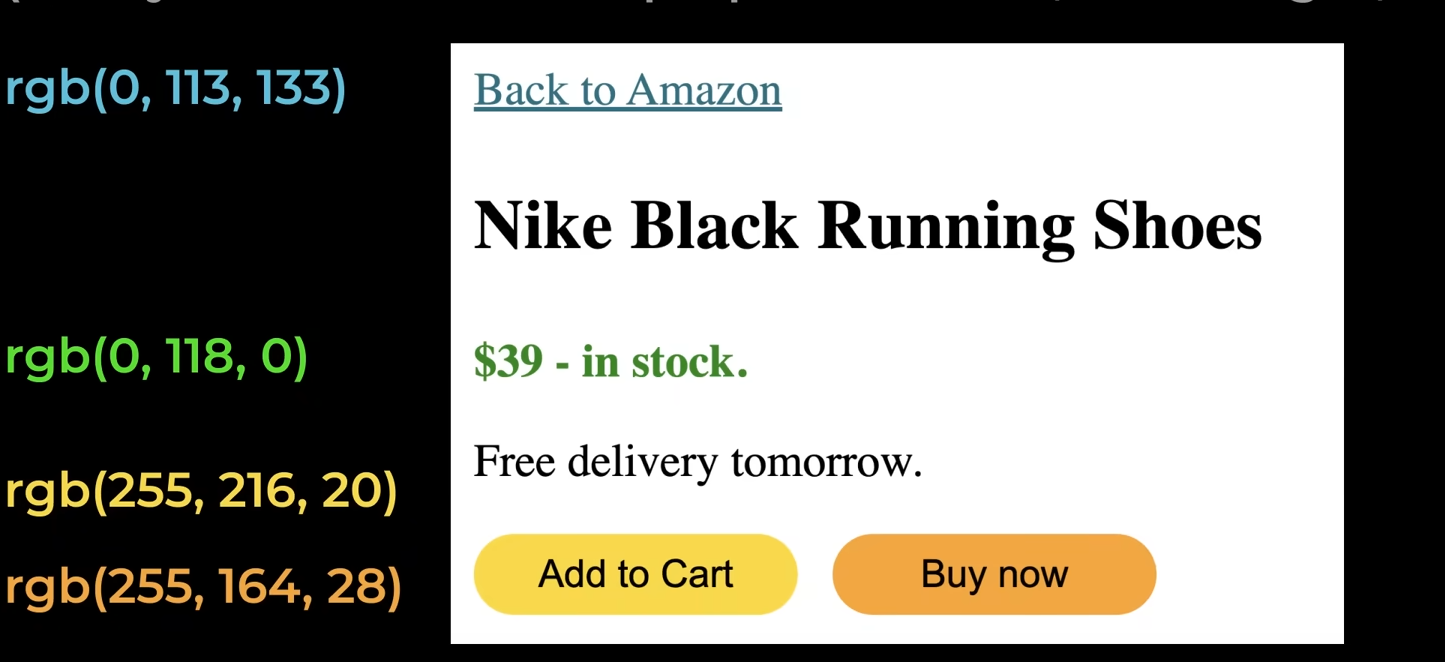 rgb(0, 113, 133)
Back to Amazon
Nike Black Running Shoes
rgb(0, 118, 0)
$39 - in stock.
Free delivery tomorrow.
rgb(255, 216, 20)
rgb(255, 164, 28)
Add to Cart
Buy now